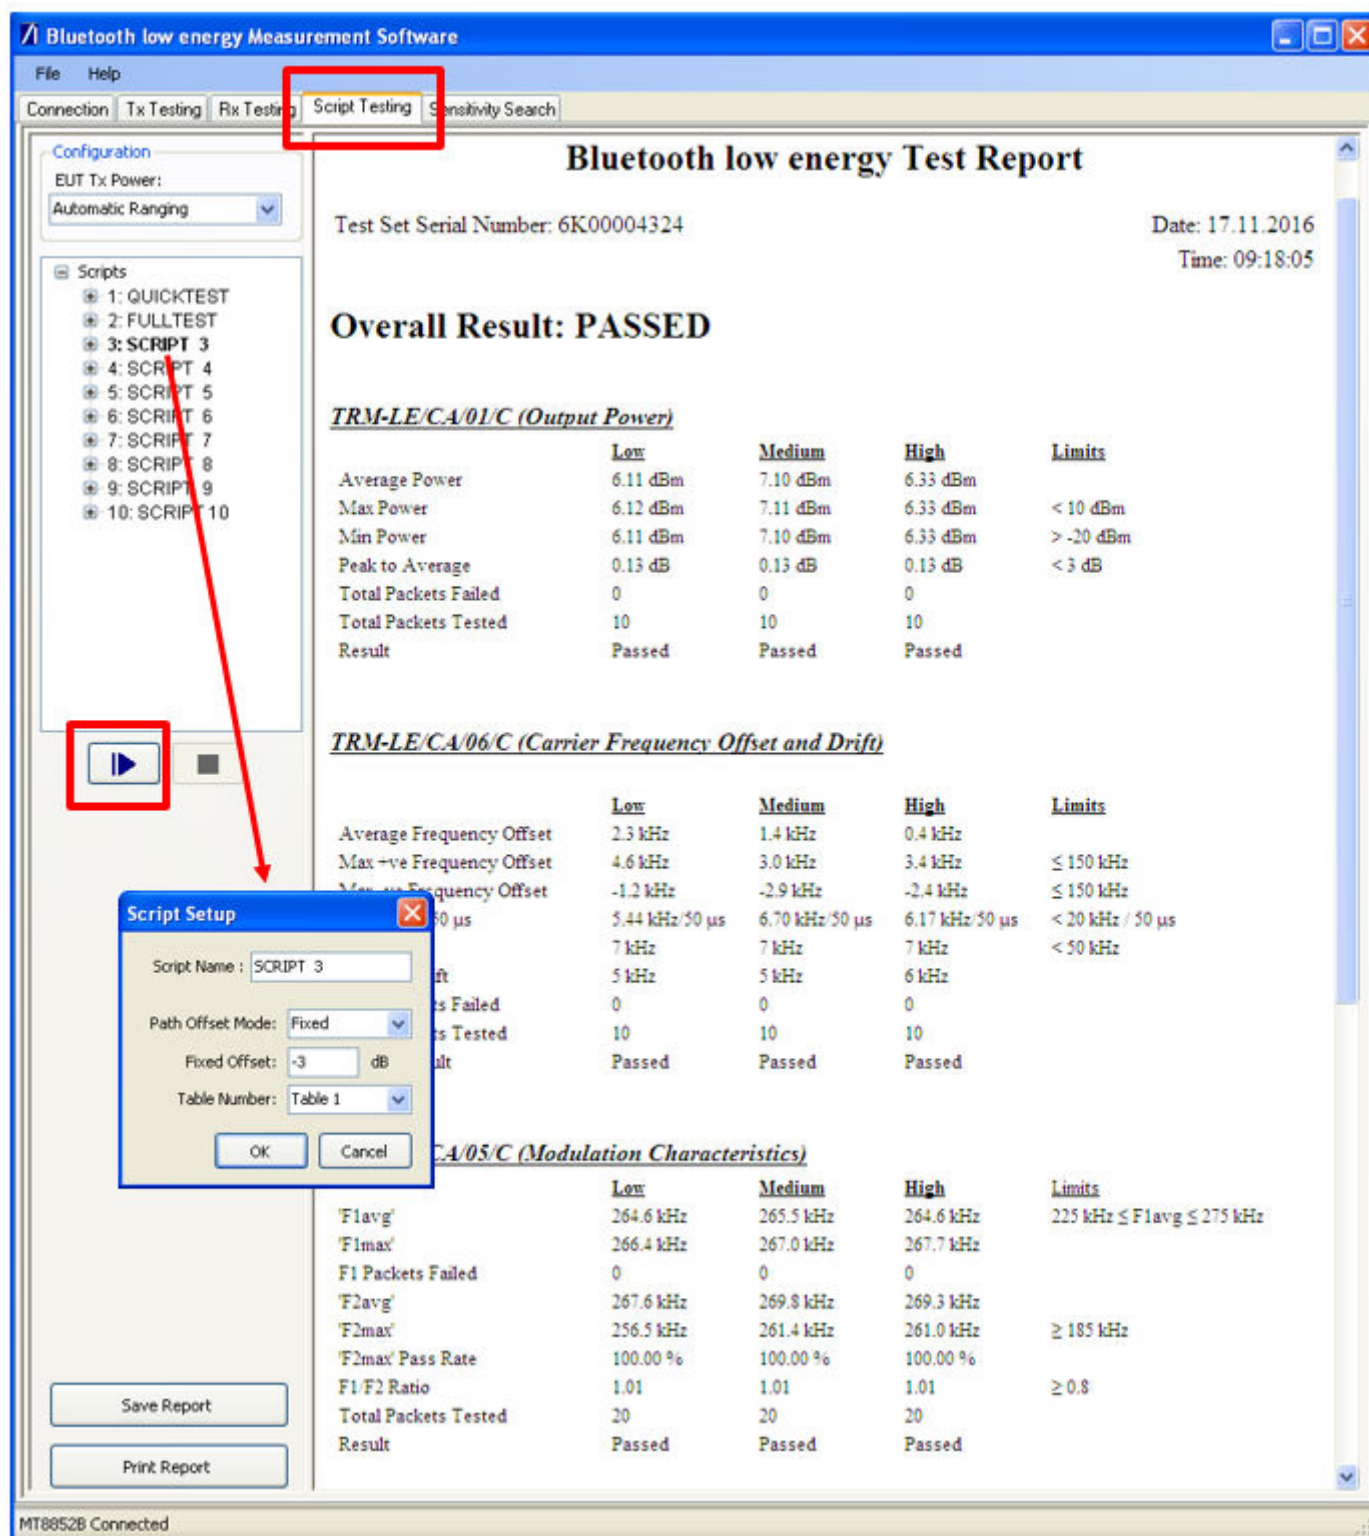 Bluetooth low energy Measurement Software
File Help
Connection Tx Testing Rx Testing Script Testing Sensitivity Search
Configuration
EUT Tx Power:
Automatic Ranging
Scripts
1: QUICKTEST
2: FULLTEST
3: SCRIPT 3
4: SCRIPT 4
5: SCRIPT 5
6: SCRIPT 6
7: SCRIPT 7
8: SCRIPT 8
9: SCRIPT 9
10: SCRIPT 10
Bluetooth low energy Test Report
Test Set Serial Number: 6K00004324 Date: 17.11.2016
Time: 09:18:05
Overall Result: PASSED
TRM-LE/CA/01/C (Output Power)
Low Medium High Limits
Average Power 6.11 dBm 7.10 dBm 6.33 dBm
Max Power 6.12 dBm 7.11 dBm 6.33 dBm < 10 dBm
Min Power 6.11 dBm 7.10 dBm 6.33 dBm > -20 dBm
Peak to Average 0.13 dB 0.13 dB 0.13 dB < 3 dB
Total Packets Failed 0 0 0
Total Packets Tested 10 10 10
Result Passed Passed Passed
TRM-LE/CA/06/C (Carrier Frequency Offset and Drift)
Low Medium High Limits
Average Frequency Offset 2.3 kHz 1.4 kHz 0.4 kHz
Max +ve Frequency Offset 4.6 kHz 3.0 kHz 3.4 kHz ≤ 150 kHz
Frequency Offset -1.2 kHz -2.9 kHz -2.4 kHz ≤ 150 kHz
50 µs 5.44 kHz/50 µs 6.70 kHz/50 µs 6.17 kHz/50 µs < 20 kHz / 50 µs
7 kHz 7 kHz 7 kHz < 50 kHz
ft 5 kHz 5 kHz 6 kHz
ts Failed 0 0 0
ts Tested 10 10 10
ult Passed Passed Passed
Script Setup
Script Name : SCRIPT 3
Path Offset Mode: Fixed
Fixed Offset: -3 dB
Table Number: Table 1
OK Cancel
CA/05/C (Modulation Characteristics)
Low Medium High Limits
'F1avg' 264.6 kHz 265.5 kHz 264.6 kHz 225 kHz ≤ F1avg ≤ 275 kHz
'F1max' 266.4 kHz 267.0 kHz 267.7 kHz
F1 Packets Failed 0 0 0
'F2avg' 267.6 kHz 269.8 kHz 269.3 kHz
'F2max' 256.5 kHz 261.4 kHz 261.0 kHz ≥ 185 kHz
'F2max' Pass Rate 100.00 % 100.00 % 100.00 %
F1/F2 Ratio 1.01 1.01 1.01 ≥ 0.8
Total Packets Tested 20 20 20
Result Passed Passed Passed
Save Report
Print Report
MT8852B Connected